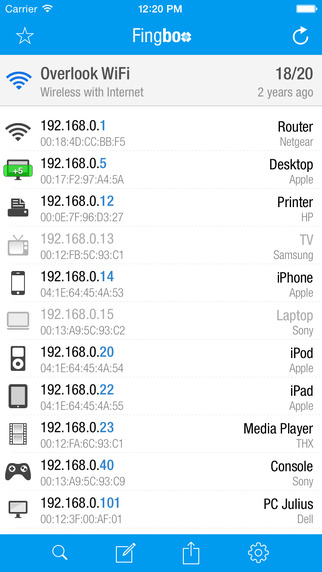 Carrier 12:20 PM
Fingbox
Overlook WiFi 18/20
Wireless with Internet 2 years ago
192.168.0.1 Router
00:18:4D:CC:BB:F5 Netgear
+5
192.168.0.5 Desktop
00:17:F2:97:A4:5A Apple
192.168.0.12 Printer
00:0E:7F:96:D3:27 HP
192.168.0.13 TV
00:12:FB:5C:93:C1 Samsung
192.168.0.14 iPhone
04:1E:64:45:4A:53 Apple
192.168.0.15 Laptop
00:13:A9:5C:93:C2 Sony
192.168.0.20 iPod
04:1E:64:45:4A:54 Apple
192.168.0.22 iPad
04:1E:64:45:4A:55 Apple
192.168.0.23 Media Player
00:12:FA:6C:93:C1 THX
192.168.0.40 Console
00:13:A9:5C:93:C9 Sony
192.168.0.101 PC Julius
00:12:3F:00:AF:01 Dell